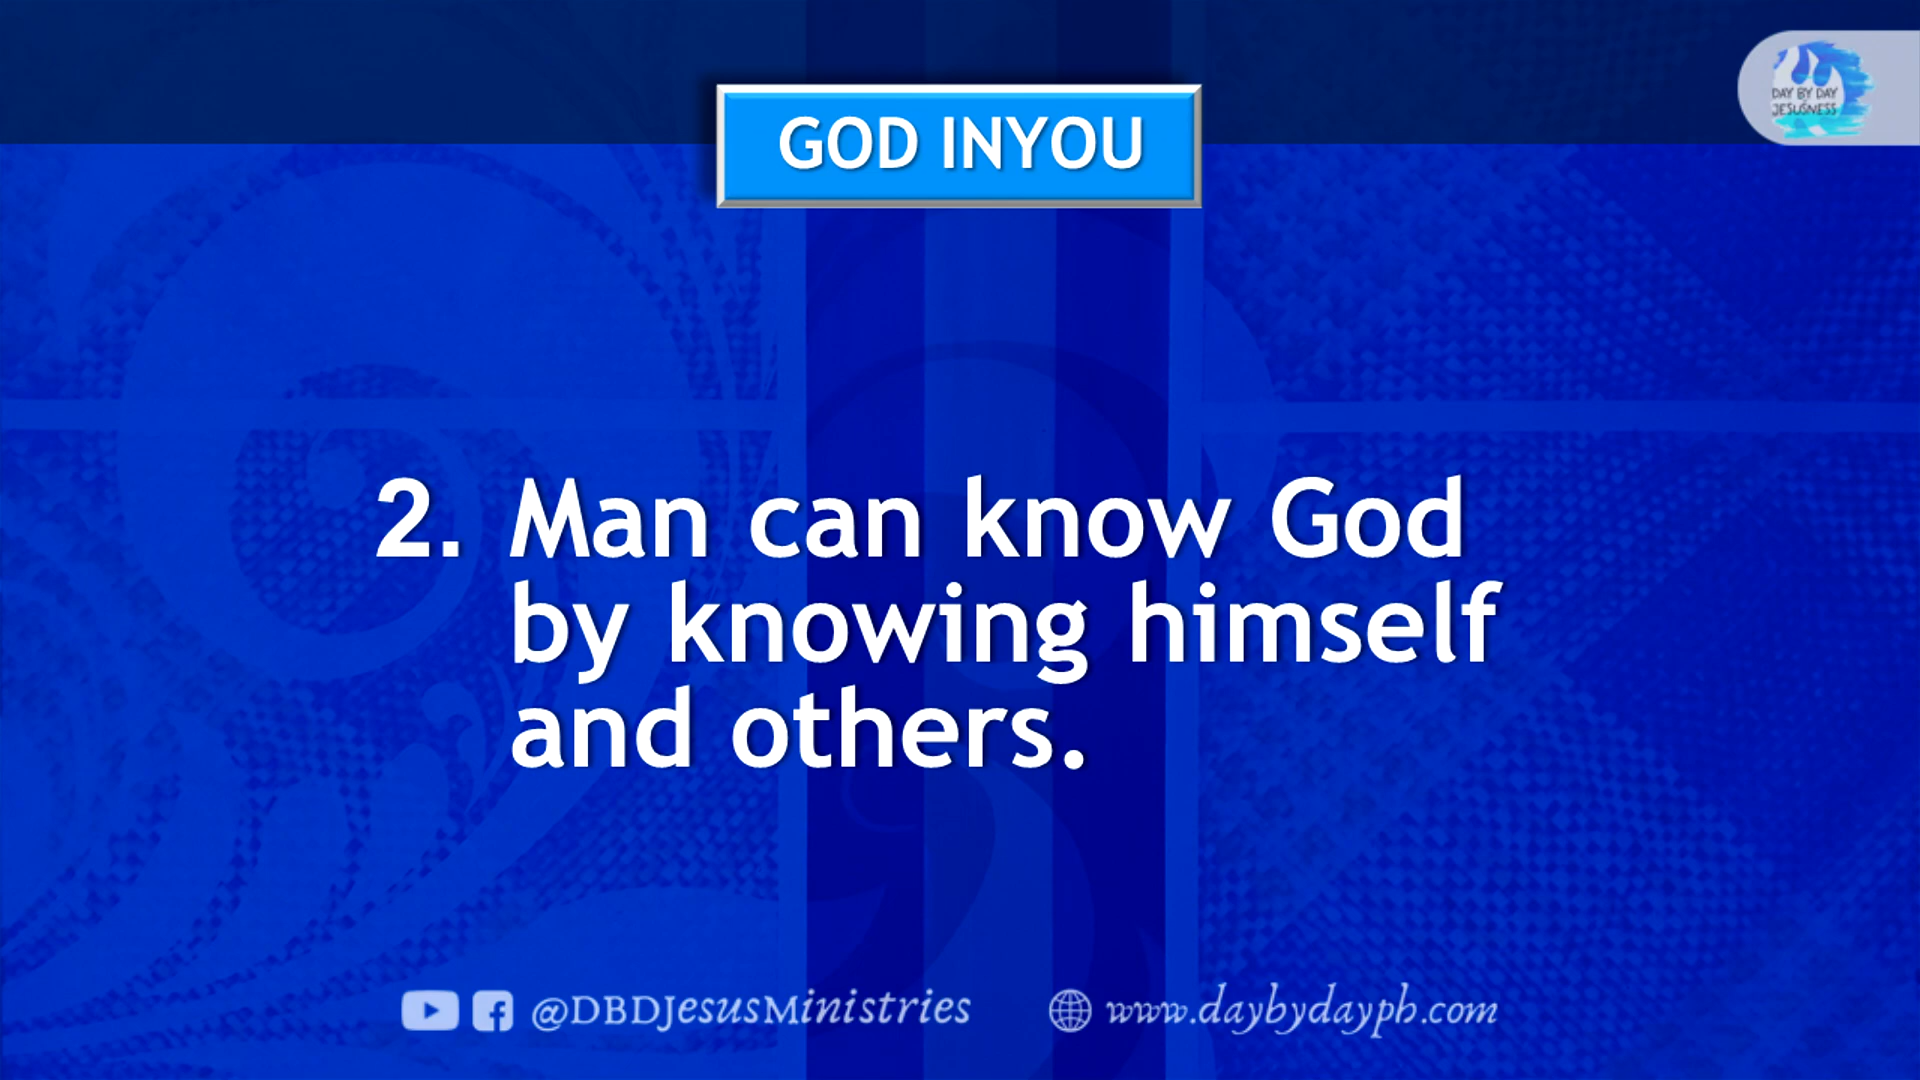 DAY BY DAY
JESUSNESS
GOD INYOU
2. Man can know God
by knowing himself
and others.
@DBDJesusMinistries
www.daybydayph.com